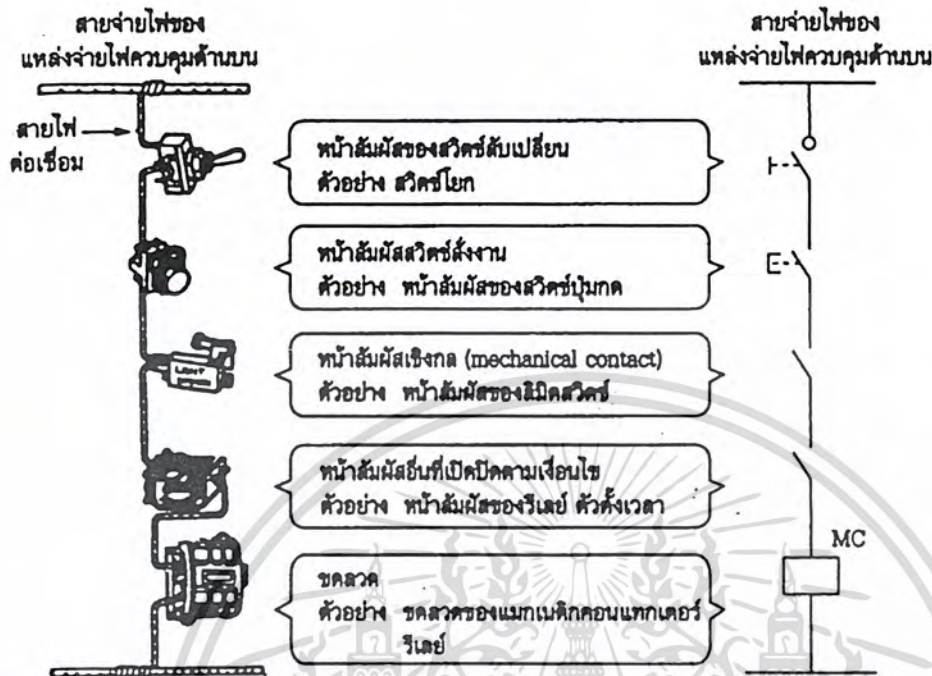 สายจ่ายไฟของ
แหล่งจ่ายไฟควบคุมด้านบน
สายจ่ายไฟของ
แหล่งจ่ายไฟควบคุมด้านบน
สายไฟ
ต่อเชื่อม
หน้าสัมผัสของสวิตช์สับเปลี่ยน
ตัวอย่าง สวิตช์โยก
หน้าสัมผัสสวิตช์สั่งงาน
ตัวอย่าง หน้าสัมผัสของสวิตช์ปุ่มกด
หน้าสัมผัสเชิงกล (mechanical contact)
ตัวอย่าง หน้าสัมผัสของลิมิตสวิตช์
หน้าสัมผัสอื่นที่เปิดปิดตามเงื่อนไข
ตัวอย่าง หน้าสัมผัสของรีเลย์ ตัวตั้งเวลา
MC
ขดลวด
ตัวอย่าง ขดลวดของแมกเนติกคอนแทกเตอร์
รีเลย์